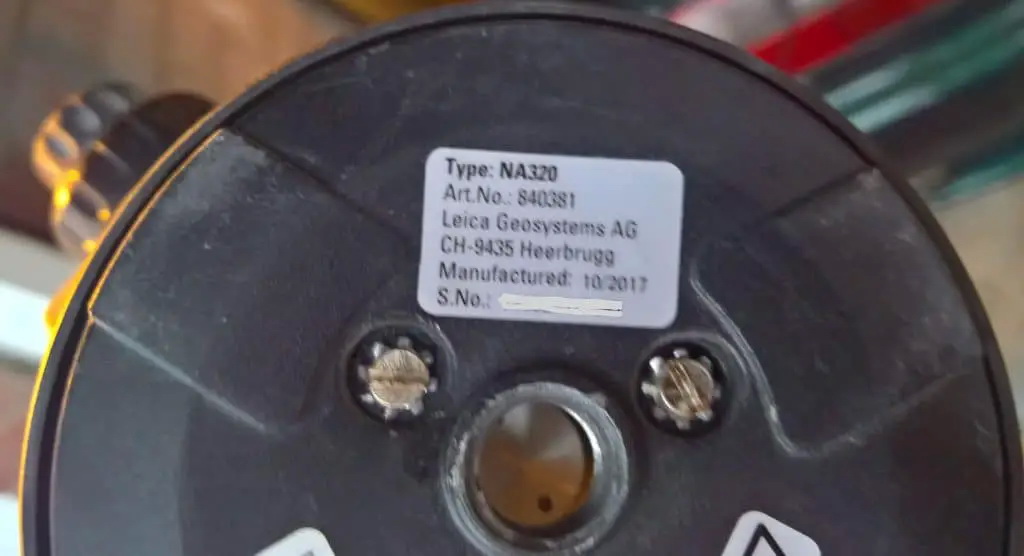 Type: NA320
Art.No.: 840381
Leica Geosystems AG
CH-9435 Heerbrugg
Manufactured: 10/2017
S.No.: